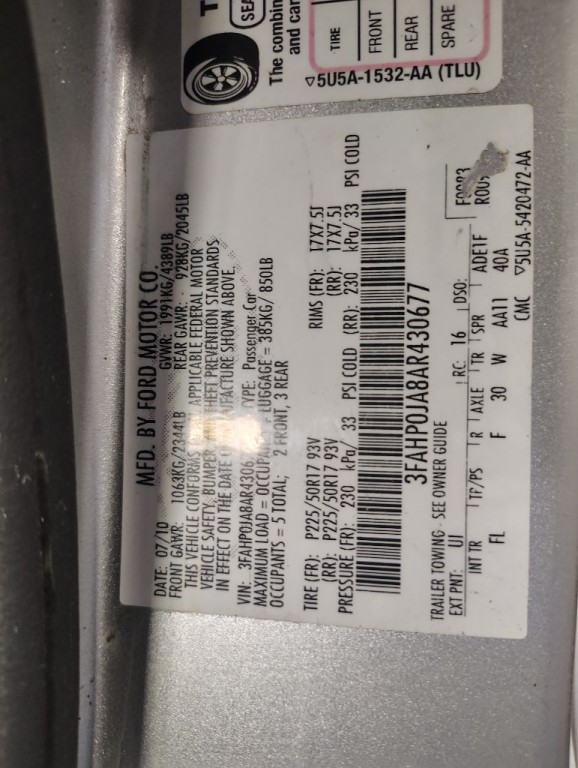 SEA
The combin
and car
TIRE
FRONT
REAR
SPARE
▽5U5A-1532-AA (TLU)
MFD. BY FORD MOTOR CO.
DATE: 07/10 GVWR: 1991KG/4389LB
FRONT GAWR: 1063KG/2344LB REAR GAWR: 928KG/2045LB
THIS VEHICLE CONFORMS APPLICABLE FEDERAL MOTOR
VEHICLE SAFETY, BUMPER, THEFT PREVENTION STANDARDS
IN EFFECT ON THE DATE OF MANUFACTURE SHOWN ABOVE.
VIN: 3FAHP0JA8AR4306 TYPE: Passenger Car
MAXIMUM LOAD = OCCUPANTS + LUGGAGE = 385KG/ 850LB
OCCUPANTS = 5 TOTAL; 2 FRONT, 3 REAR
TIRE (FR): P225/50R17 93V RIMS (FR): 17X7.5J
(RR): P225/50R17 93V (RR): 17X7.5J
PRESSURE (FR): 230 kPa/ 33 PSI COLD (RR): 230 kPa/ 33 PSI COLD
3FAHP0JA8AR430677
TRAILER TOWING - SEE OWNER GUIDE
EXT PNT: UI RC: 16 DSO:
INT TR TP/PS R AXLE TR SPR ADE1F
FL F 30 W AA11 40A
CMC ▽5U5A-5420472-AA